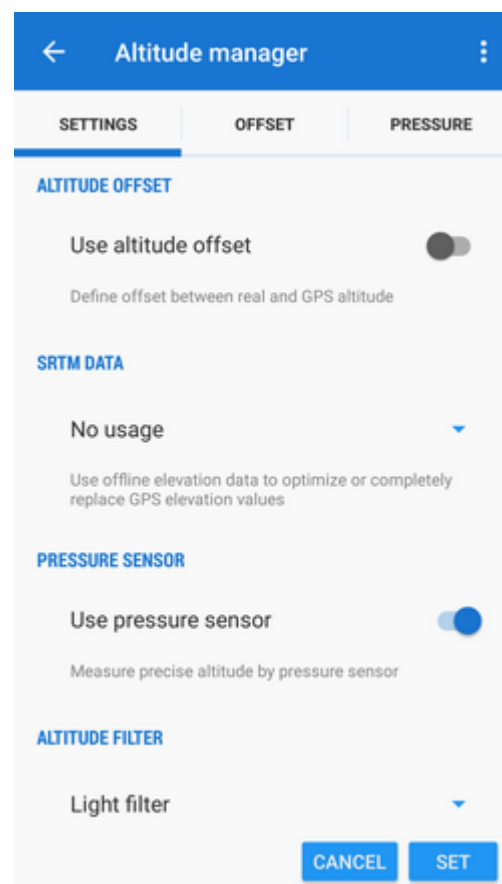 Altitude manager
SETTINGS OFFSET PRESSURE
ALTITUDE OFFSET
Use altitude offset
Define offset between real and GPS altitude
SRTM DATA
No usage
Use offline elevation data to optimize or completely
replace GPS elevation values
PRESSURE SENSOR
Use pressure sensor
Measure precise altitude by pressure sensor
ALTITUDE FILTER
Light filter
CANCEL SET